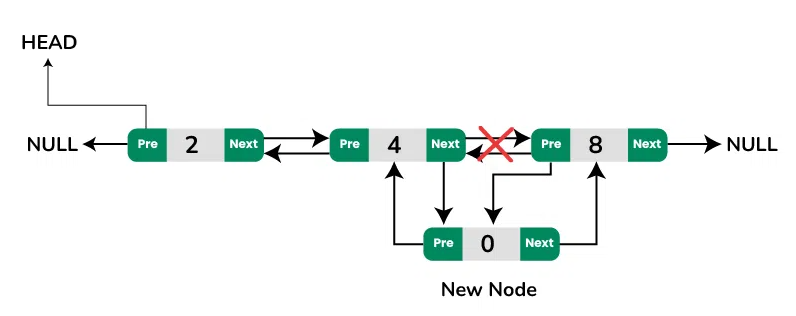 HEAD
NULL Pre 2 Next Pre 4 Next Pre 8 Next NULL
Pre 0 Next
New Node